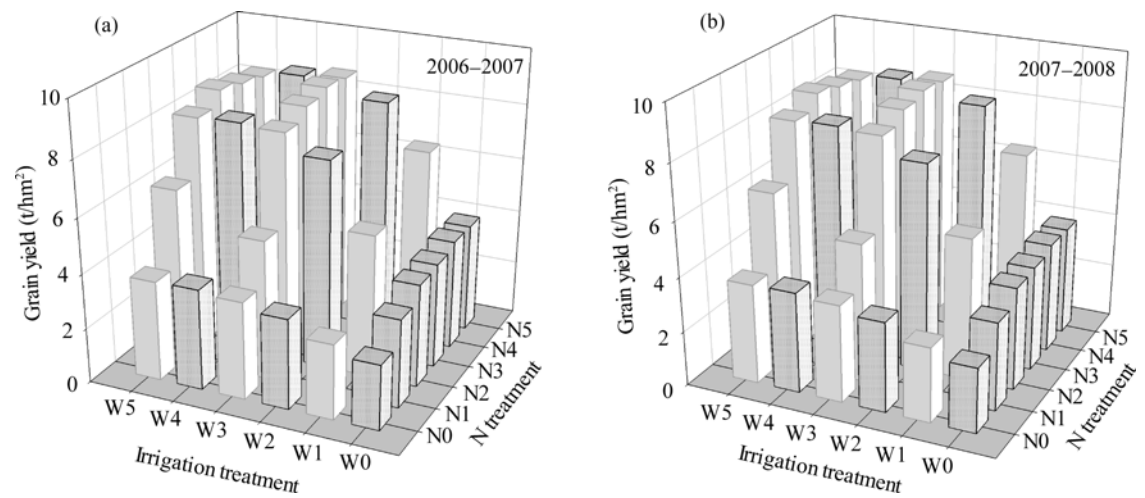 (a)
2006–2007
10
8
6
4
2
0
Grain yield (t/hm²)
W5
W4
W3
W2
W1
W0
Irrigation treatment
N0
N1
N2
N3
N4
N5
N treatment
(b)
2007–2008
10
8
6
4
2
0
Grain yield (t/hm²)
W5
W4
W3
W2
W1
W0
Irrigation treatment
N0
N1
N2
N3
N4
N5
N treatment